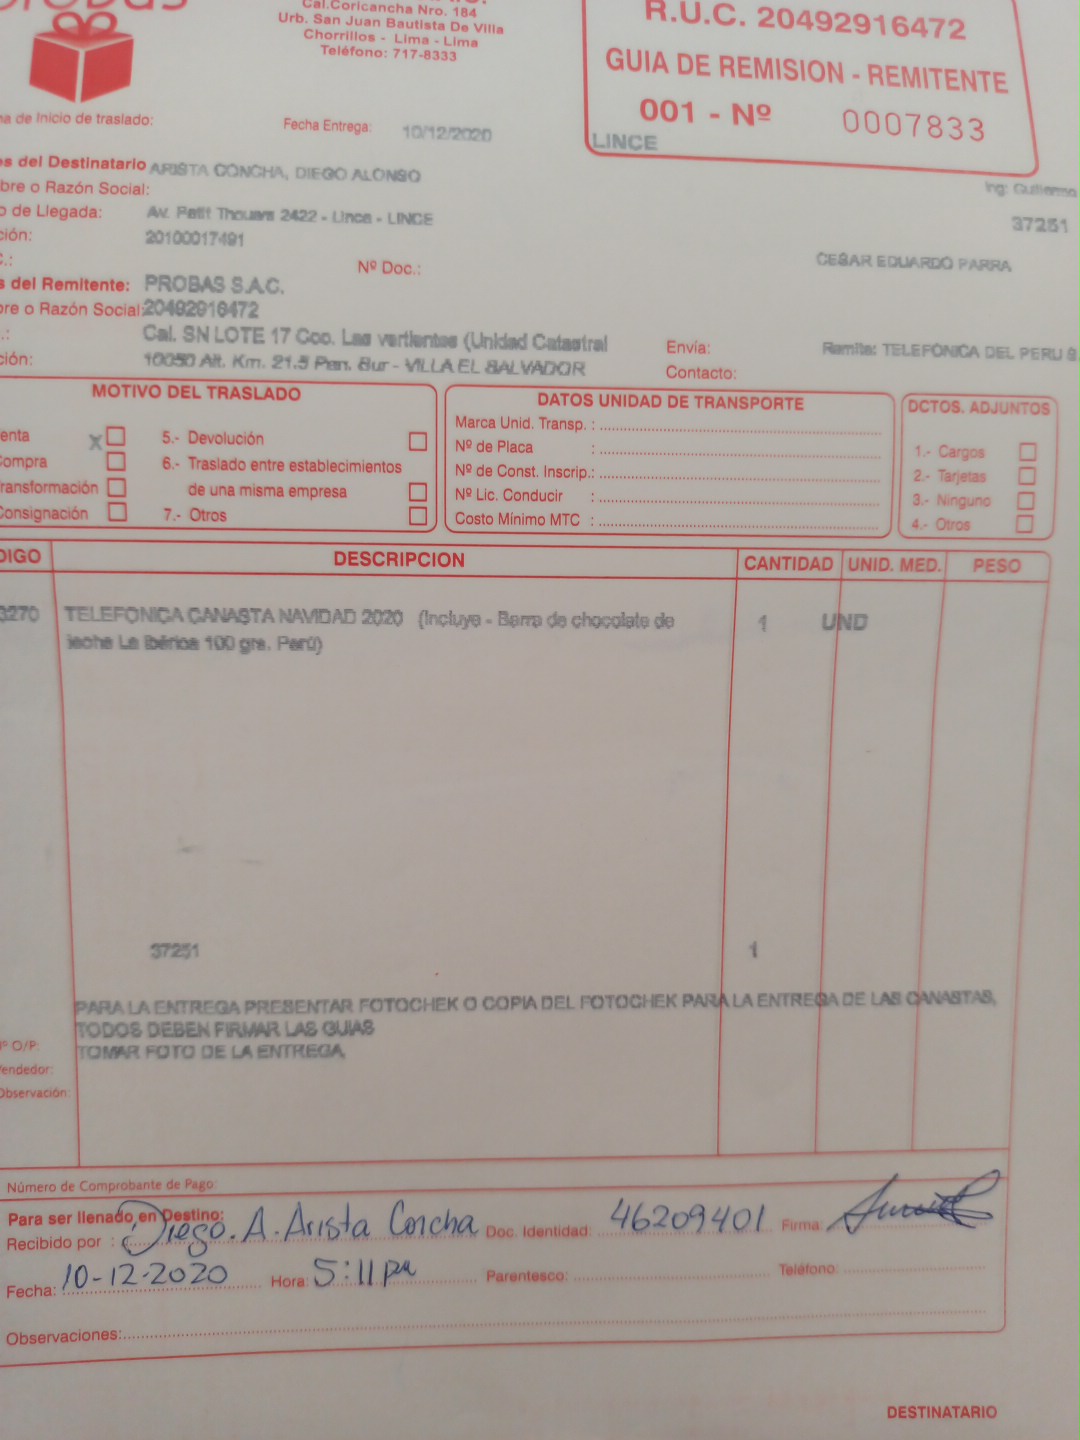 Cal.Coricancha Nro. 184
Urb. San Juan Bautista De Villa
Chorrillos - Lima - Lima
Teléfono: 717-8333
R.U.C. 20492916472
GUIA DE REMISION - REMITENTE
001 - Nº 0007833
LINCE
de Inicio de traslado:
Fecha Entrega: 10/12/2020
del Destinatario ARISTA CONCHA, DIEGO ALONSO
bre o Razón Social:
Ing: Guillermo
o de Llegada: Av. Petit Thouars 2422 - Lince - LINCE
37251
ción: 20100017491
Nº Doc.:
CESAR EDUARDO PARRA
s del Remitente: PROBAS S.A.C.
bre o Razón Social: 20492916472
Cal. SN LOTE 17 Coo. Las vertientes (Unidad Catastral
ción: 10050 Alt. Km. 21.5 Pan. Sur - VILLA EL SALVADOR
Envía: Remite: TELEFONICA DEL PERU S.
Contacto:
MOTIVO DEL TRASLADO
enta X
5.- Devolución
Compra
6.- Traslado entre establecimientos
ransformación
de una misma empresa
Consignación
7.- Otros
DATOS UNIDAD DE TRANSPORTE
Marca Unid. Transp. :
Nº de Placa :
Nº de Const. Inscrip.:
Nº Lic. Conducir :
Costo Mínimo MTC :
DCTOS. ADJUNTOS
1.- Cargos
2.- Tarjetas
3.- Ninguno
4.- Otros
DIGO DESCRIPCION CANTIDAD UNID. MED. PESO
3270 TELEFONICA CANASTA NAVIDAD 2020 (Incluye - Barra de chocolate de 1 UND
leche La Ibérica 100 grs. Perú)
37251 1
PARA LA ENTREGA PRESENTAR FOTOCHEK O COPIA DEL FOTOCHEK PARA LA ENTREGA DE LAS CANASTAS,
TODOS DEBEN FIRMAR LAS GUIAS
TOMAR FOTO DE LA ENTREGA
º O/P:
endedor:
Observación:
Número de Comprobante de Pago:
Para ser llenado en Destino:
Recibido por : Diego. A. Arista Concha Doc. Identidad: 46209401 Firma:
Fecha: 10-12-2020 Hora: 5:11 pm Parentesco: Teléfono:
Observaciones:
DESTINATARIO